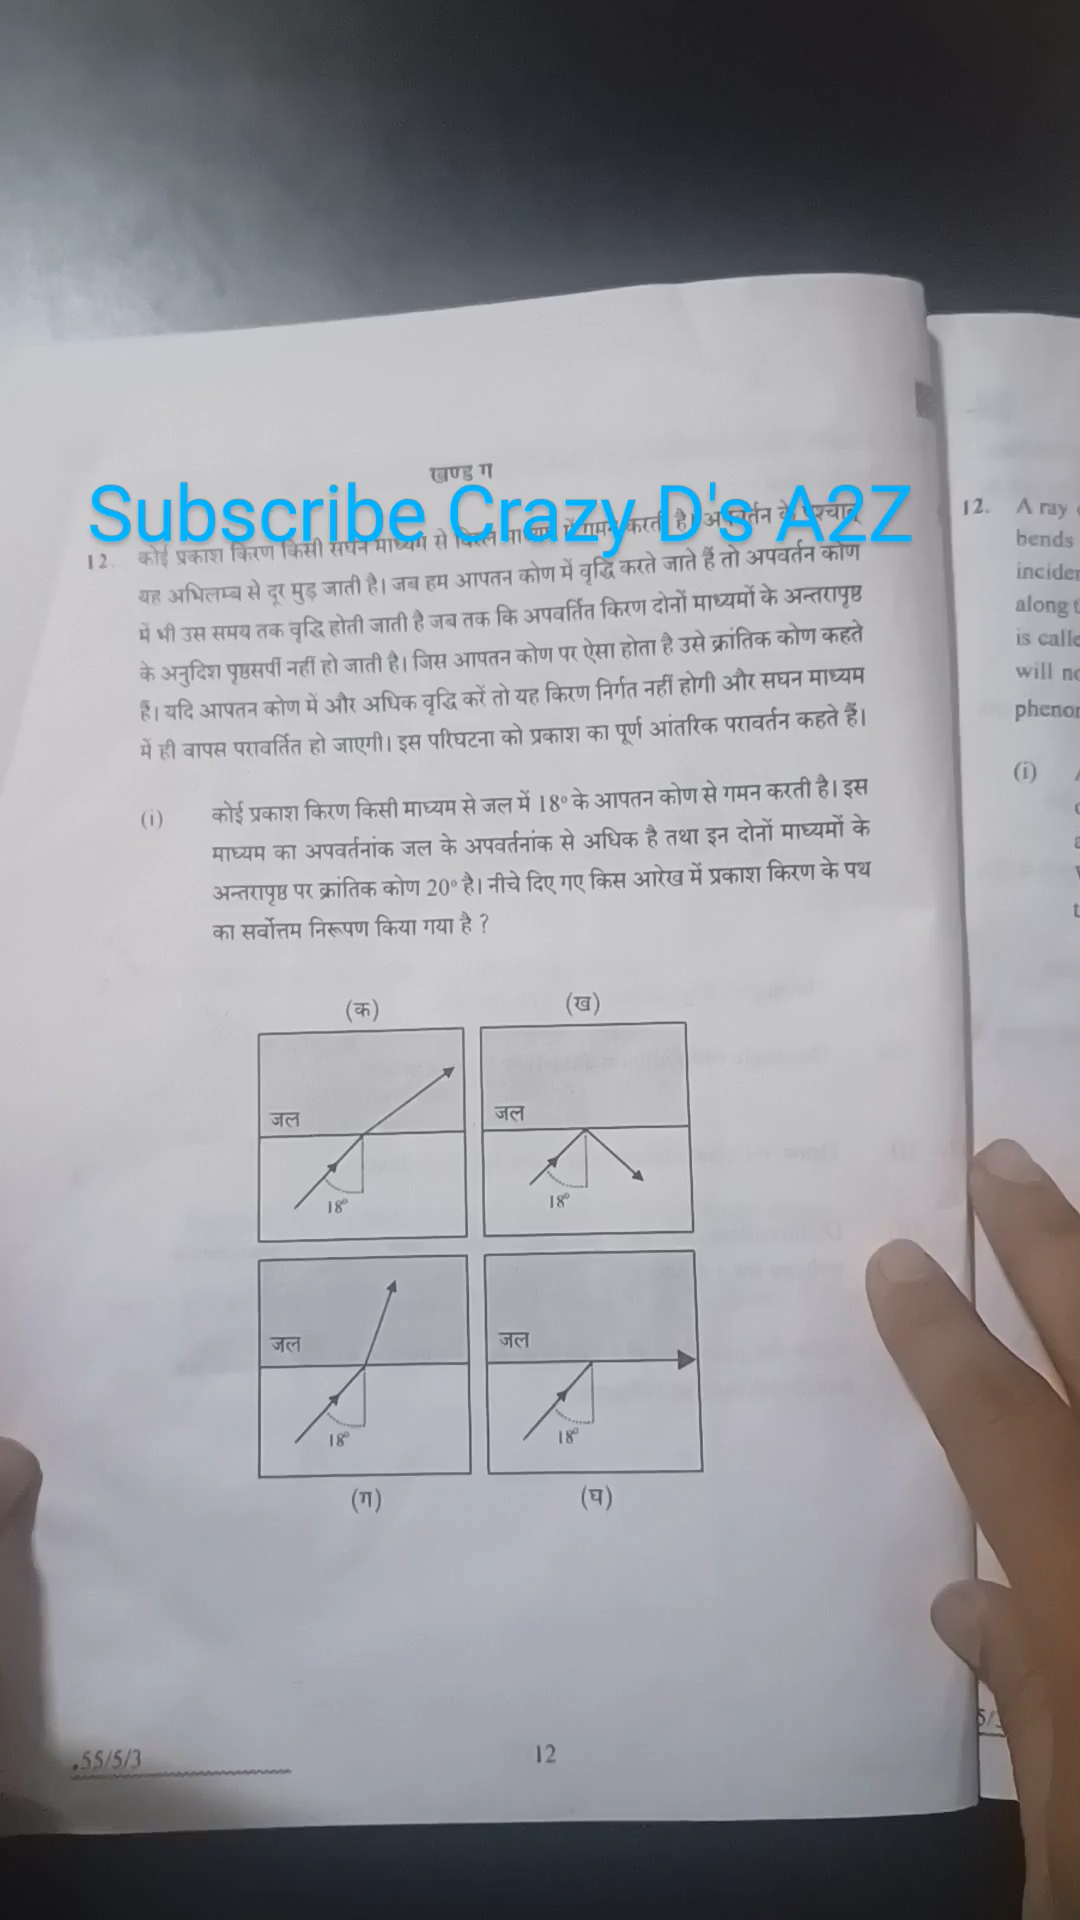 खण्ड ग
Subscribe Crazy D's A2Z
12. कोई प्रकाश किरण किसी सघन माध्यम से विरल में गमन करती है। अपवर्तन के पश्चात्
यह अभिलम्ब से दूर मुड़ जाती है। जब हम आपतन कोण में वृद्धि करते जाते हैं तो अपवर्तन कोण
में भी उस समय तक वृद्धि होती जाती है जब तक कि अपवर्तित किरण दोनों माध्यमों के अन्तरापृष्ठ
के अनुदिश पृष्ठसर्पी नहीं हो जाती है। जिस आपतन कोण पर ऐसा होता है उसे क्रांतिक कोण कहते
हैं। यदि आपतन कोण में और अधिक वृद्धि करें तो यह किरण निर्गत नहीं होगी और सघन माध्यम
में ही वापस परावर्तित हो जाएगी। इस परिघटना को प्रकाश का पूर्ण आंतरिक परावर्तन कहते हैं।
(i) कोई प्रकाश किरण किसी माध्यम से जल में 18° के आपतन कोण से गमन करती है। इस
माध्यम का अपवर्तनांक जल के अपवर्तनांक से अधिक है तथा इन दोनों माध्यमों के
अन्तरापृष्ठ पर क्रांतिक कोण 20° है। नीचे दिए गए किस आरेख में प्रकाश किरण के पथ
का सर्वोत्तम निरूपण किया गया है ?
(क) (ख)
जल जल
18° 18°
जल जल
18° 18°
(ग) (घ)
.55/5/3 12
12. A ray
bends
along
is
will
(i)